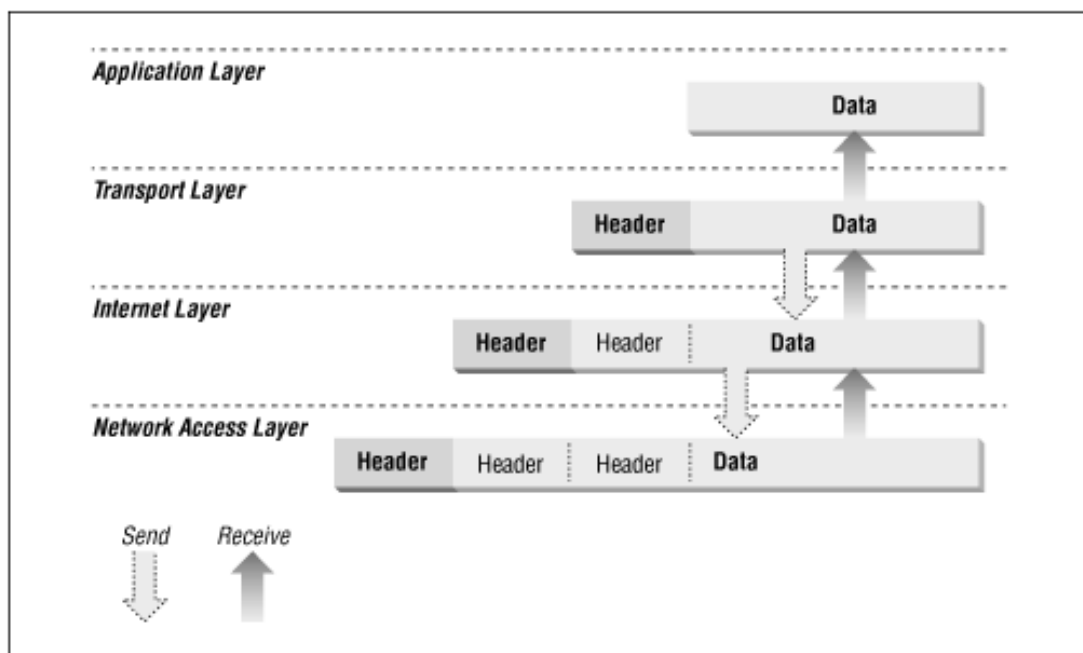 Application Layer
Data
Transport Layer
Header Data
Internet Layer
Header Header Data
Network Access Layer
Header Header Header Data
Send Receive